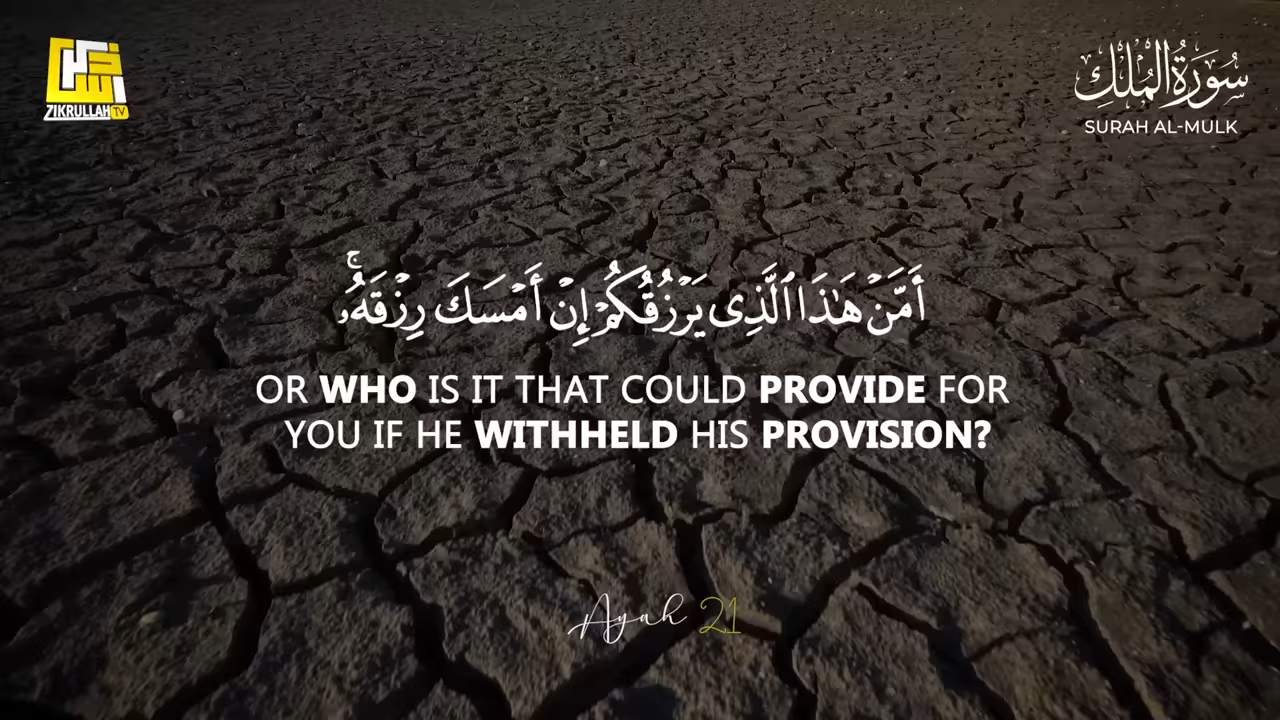 ZIKRULLAH TV
سُورَةُ الْمُلْكِ
SURAH AL-MULK
أَمَّنْ هَٰذَا ٱلَّذِى يَرْزُقُكُمْ إِنْ أَمْسَكَ رِزْقَهُۥ ۚ
OR WHO IS IT THAT COULD PROVIDE FOR
YOU IF HE WITHHELD HIS PROVISION?
Ayah 21